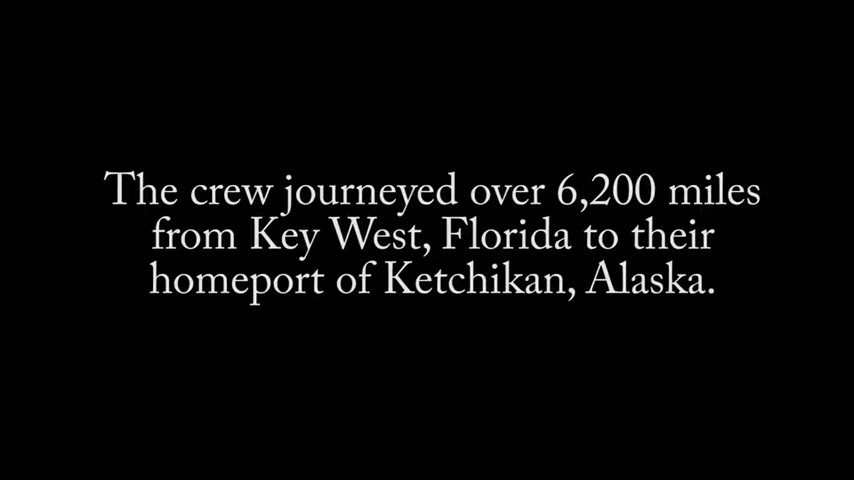 The crew journeyed over 6,200 miles
from Key West, Florida to their
homeport of Ketchikan, Alaska.